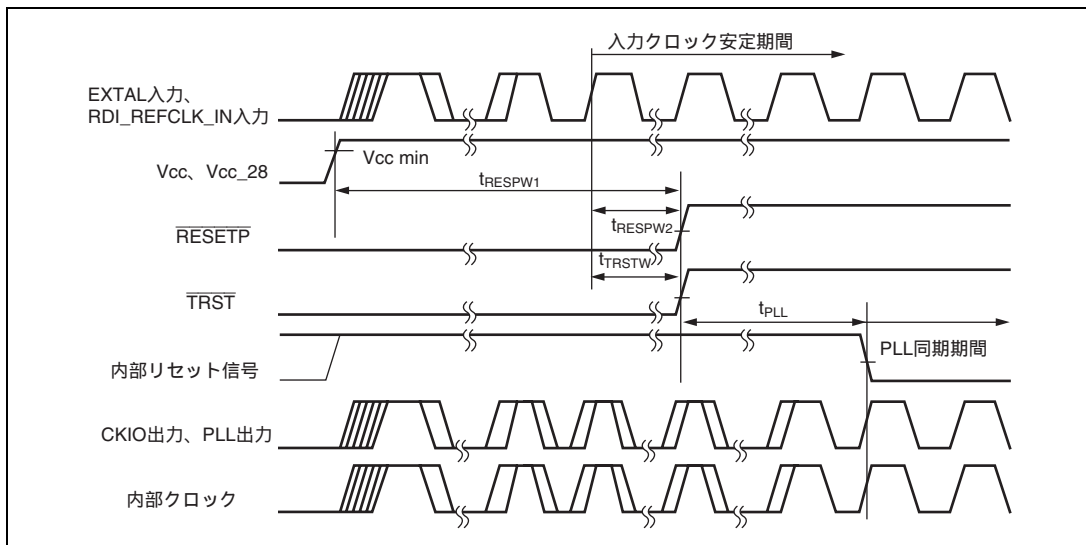 入力クロック安定期間
EXTAL入力、
RDI_REFCLK_IN入力
Vcc min
Vcc、Vcc_28
tRESPW1
tRESPW2
RESETP
tTRSTW
TRST
tPLL
PLL同期期間
内部リセット信号
CKIO出力、PLL出力
内部クロック